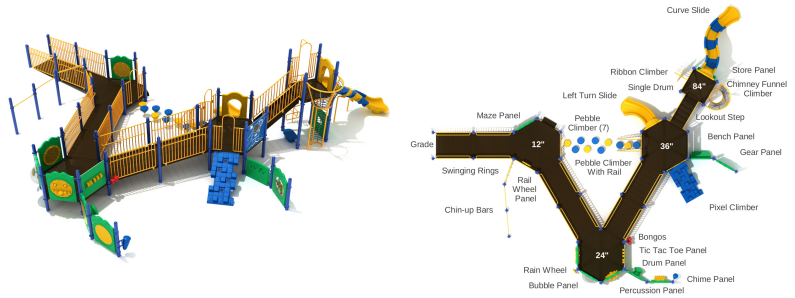 Curve Slide
Ribbon Climber
Store Panel
84"
Single Drum
Chimney Funnel
Climber
Left Turn Slide
Lookout Step
Maze Panel
Pebble
Climber (7)
Bench Panel
Grade
12"
36"
Gear Panel
Pebble Climber
With Rail
Swinging Rings
Rail
Wheel
Panel
Chin-up Bars
Pixel Climber
Bongos
Tic Tac Toe Panel
24"
Drum Panel
Rain Wheel
Chime Panel
Bubble Panel
Percussion Panel